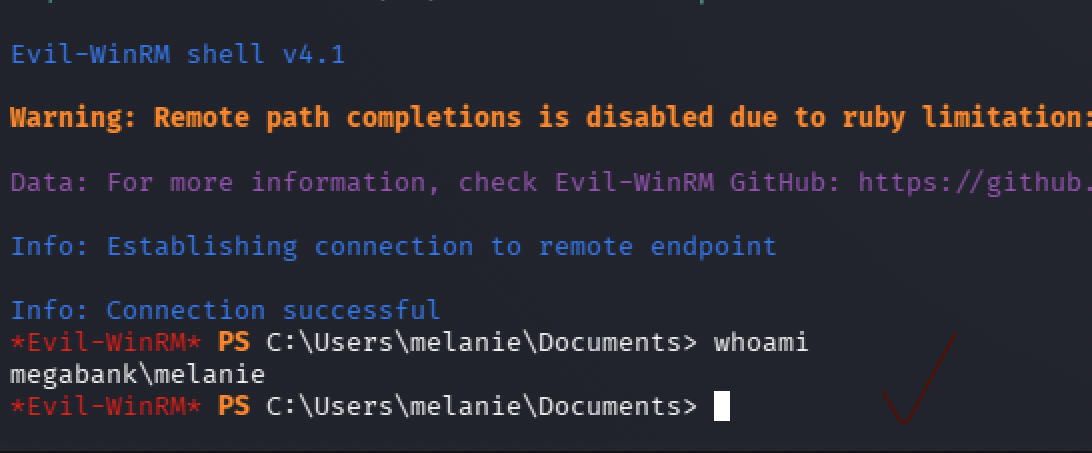 Evil-WinRM shell v4.1
Warning: Remote path completions is disabled due to ruby limitation:
Data: For more information, check Evil-WinRM GitHub: https://github.
Info: Establishing connection to remote endpoint
Info: Connection successful
*Evil-WinRM* PS C:\Users\melanie\Documents> whoami
megabank\melanie
*Evil-WinRM* PS C:\Users\melanie\Documents>